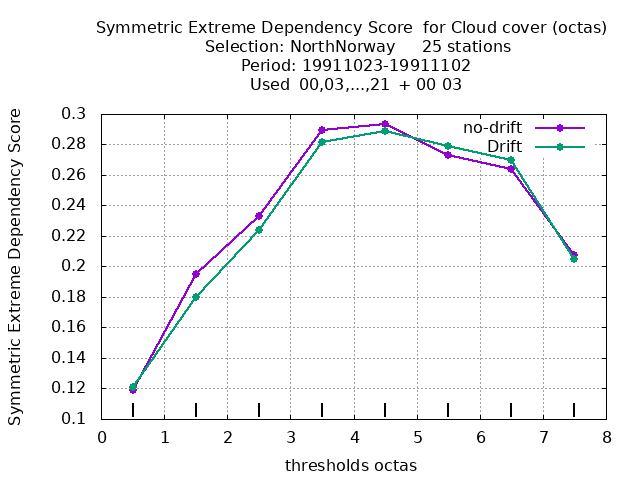 Symmetric Extreme Dependency Score  for Cloud cover (octas)
Selection: NorthNorway     25 stations
Period: 19911023-19911102
Used  00,03,...,21  + 00 03
Symmetric Extreme Dependency Score
0.3
0.28
0.26
0.24
0.22
0.2
0.18
0.16
0.14
0.12
0.1
no-drift
Drift
0 1 2 3 4 5 6 7 8
thresholds octas